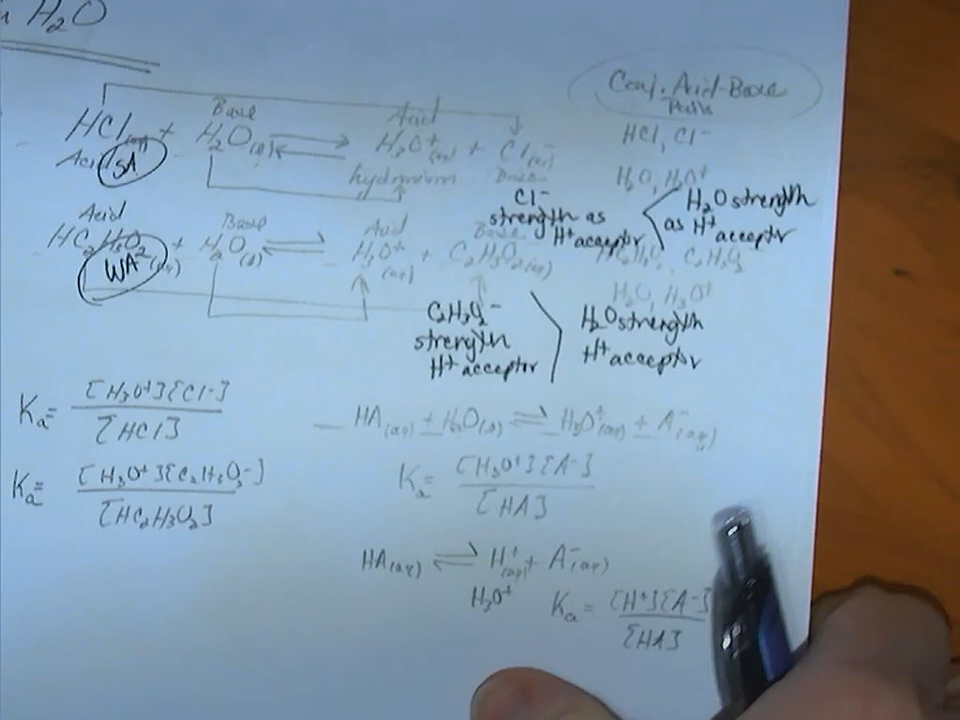 H₂O
Conj. Acid-Base
Pairs
Base Acid
HCl(aq) + H₂O(l) ⇌ H₃O⁺(aq) + Cl⁻(aq)
Acid SA hydronium Base
HCl, Cl⁻
H₂O, H₃O⁺
Cl⁻ strength as H⁺ acceptor < H₂O strength as H⁺ acceptor
Acid Base Acid Base
HC₂H₃O₂(aq) + H₂O(l) ⇌ H₃O⁺(aq) + C₂H₃O₂⁻(aq)
WA
HC₂H₃O₂, C₂H₃O₂⁻
H₂O, H₃O⁺
C₂H₃O₂⁻ strength H⁺ acceptor > H₂O strength H⁺ acceptor
Ka = [H₃O⁺][Cl⁻] / [HCl]
HA(aq) + H₂O(l) ⇌ H₃O⁺(aq) + A⁻(aq)
Ka = [H₃O⁺][C₂H₃O₂⁻] / [HC₂H₃O₂]
Ka = [H₃O⁺][A⁻] / [HA]
HA(aq) ⇌ H⁺(aq) + A⁻(aq)
H₃O⁺
Ka = [H⁺][A⁻] / [HA]